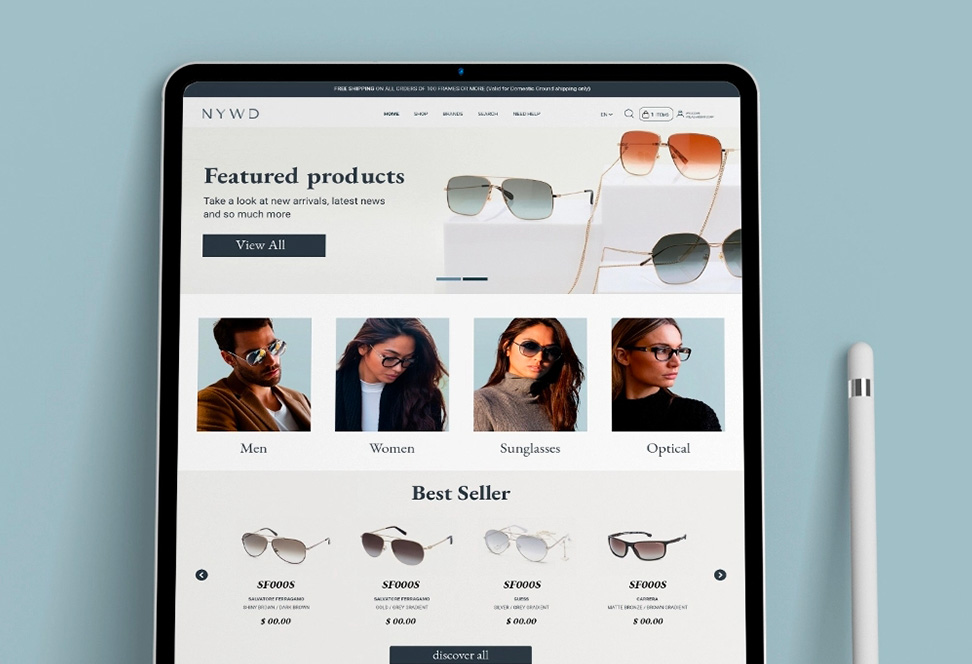 FREE SHIPPING ON ALL ORDERS OF 100 FRAMES OR MORE (Valid for Domestic Ground shipping only)
NYWD
HOME SHOP BRANDS SEARCH NEED HELP EN
Featured products
Take a look at new arrivals, latest news
and so much more
View All
Men Women Sunglasses Optical
Best Seller
SF000S SF000S SF000S SF000S
SALVATORE FERRAGAMO SALVATORE FERRAGAMO GUESS CARRERA
SHINY BROWN / DARK BROWN GOLD / GREY GRADIENT SILVER / GREY GRADIENT MATTE BRONZE / BROWN GRADIENT
$ 00.00 $ 00.00 $ 00.00 $ 00.00
discover all